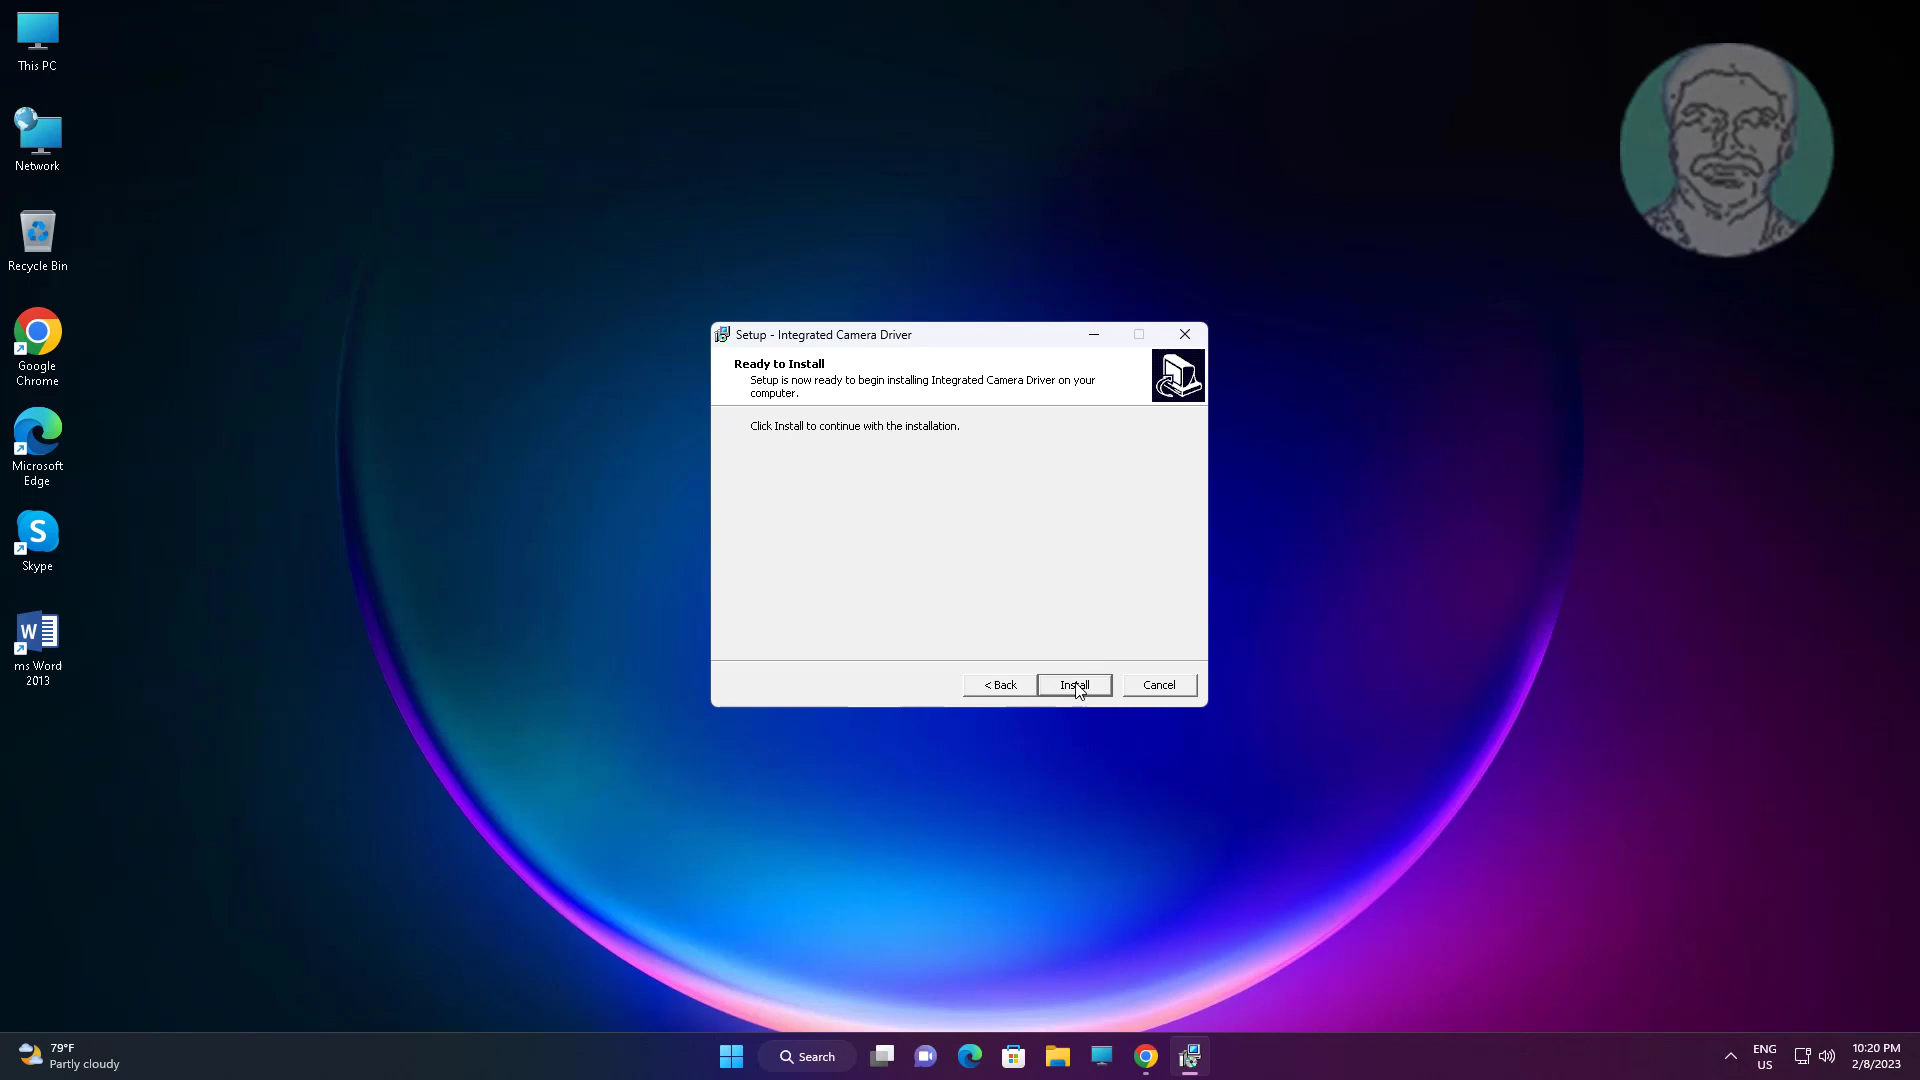 This PC
Network
Recycle Bin
Google
Chrome
Microsoft
Edge
S
Skype
W
ms Word
2013
Setup - Integrated Camera Driver
Ready to Install
Setup is now ready to begin installing Integrated Camera Driver on your
computer.
Click Install to continue with the installation.
< Back
Install
Cancel
79°F
Partly cloudy
Search
ENG
US
10:20 PM
2/8/2023